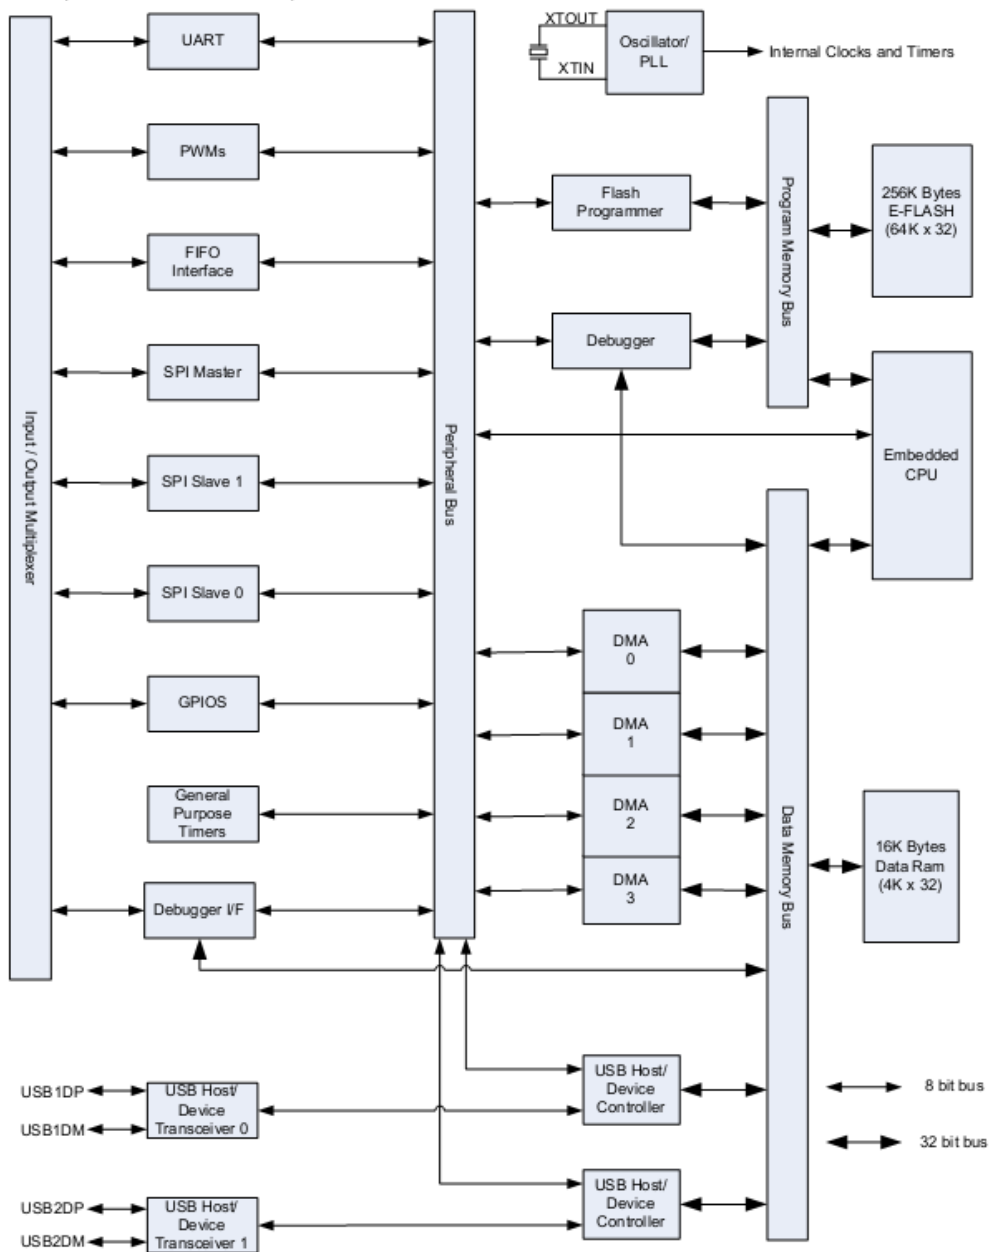 XTOUT
XTIN
Oscillator/
PLL
Internal Clocks and Timers
UART
PWMs
FIFO
Interface
SPI Master
SPI Slave 1
SPI Slave 0
GPIOS
General
Purpose
Timers
Debugger I/F
Input / Output Multiplexer
Peripheral Bus
Flash
Programmer
Debugger
Program Memory Bus
256K Bytes
E-FLASH
(64K x 32)
Embedded
CPU
DMA
0
DMA
1
DMA
2
DMA
3
Data Memory Bus
16K Bytes
Data Ram
(4K x 32)
USB1DP
USB1DM
USB Host/
Device
Transceiver 0
USB Host/
Device
Controller
8 bit bus
32 bit bus
USB2DP
USB2DM
USB Host/
Device
Transceiver 1
USB Host/
Device
Controller